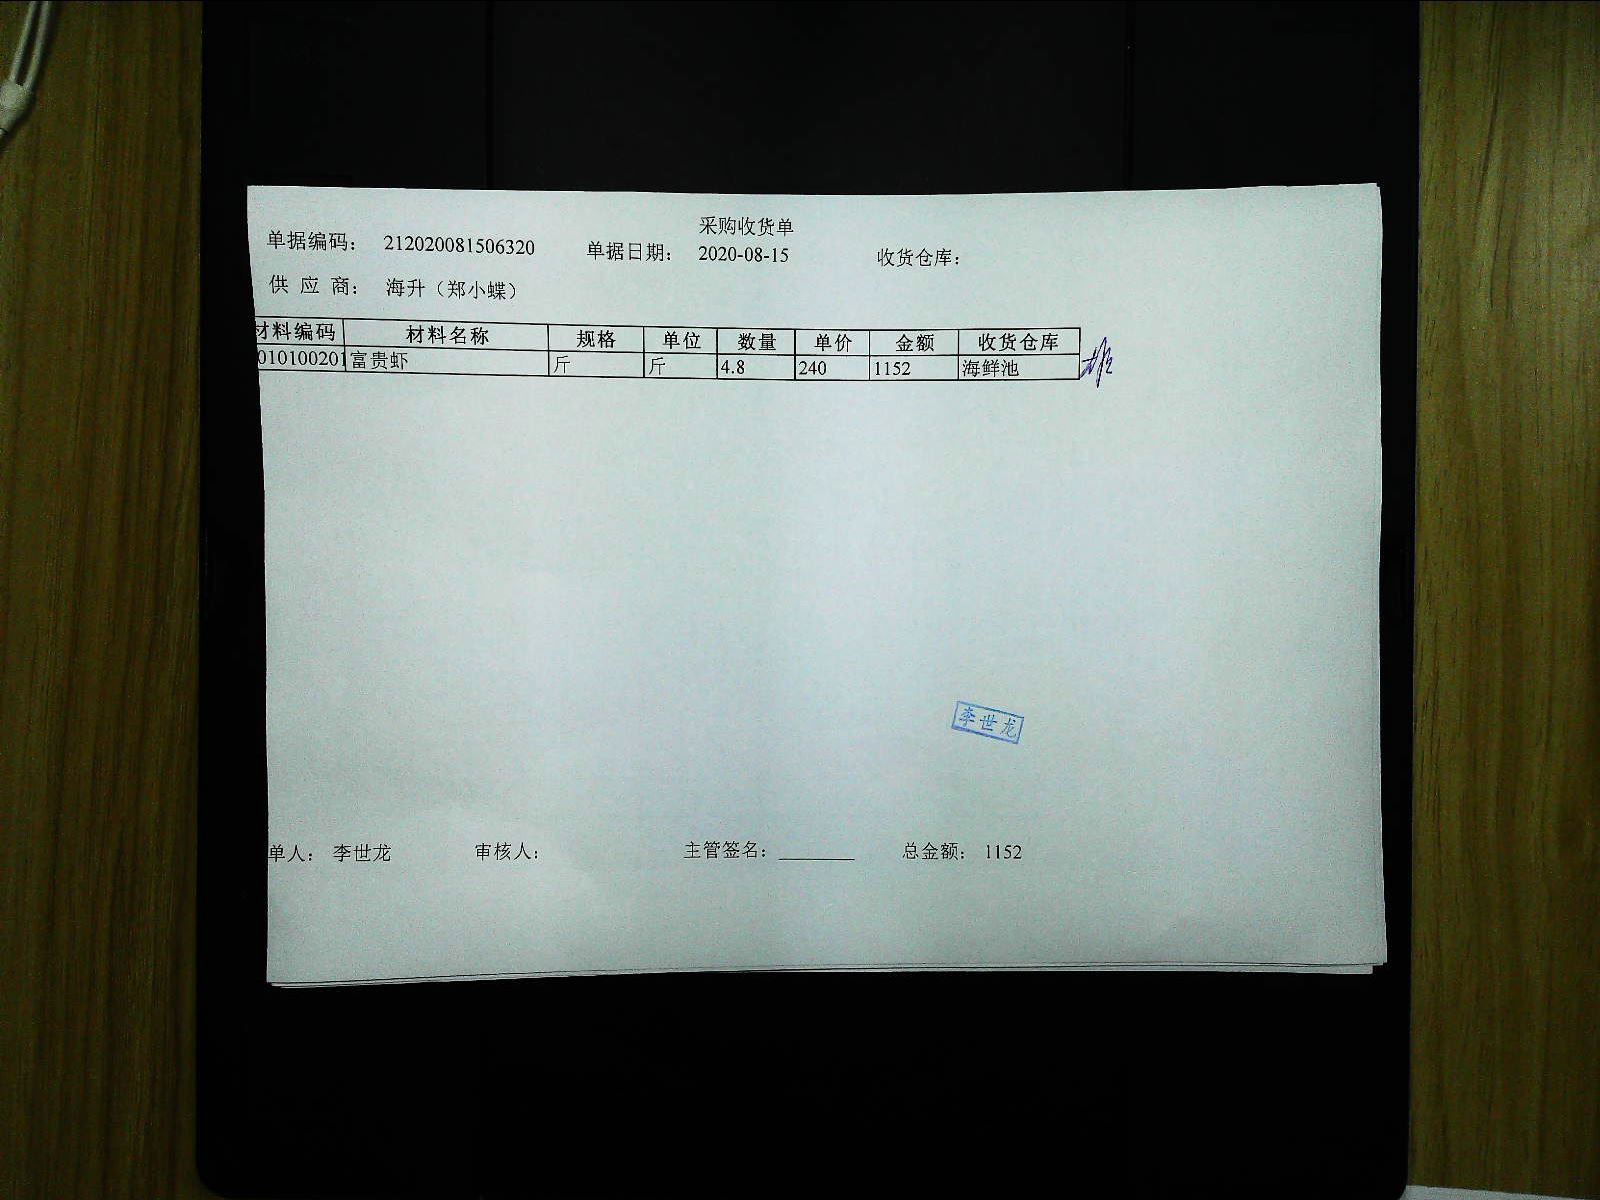 采购收货单
单据编码： 212020081506320 单据日期： 2020-08-15 收货仓库：
供 应 商： 海升（郑小蝶）
材料编码 材料名称 规格 单位 数量 单价 金额 收货仓库
010100201 富贵虾 斤 斤 4.8 240 1152 海鲜池
李世龙
单人： 李世龙 审核人： 主管签名： ________ 总金额： 1152